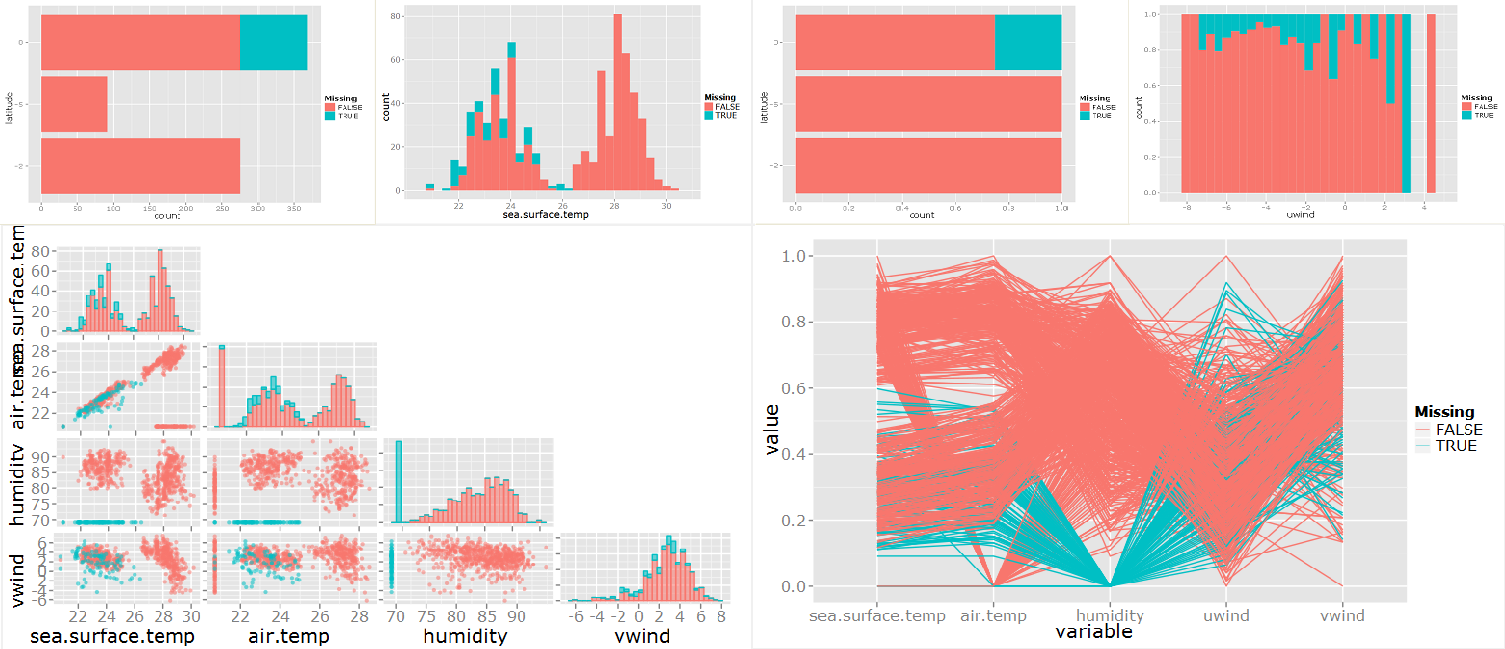 0
-5
-2
latitude
0 50 100 150 200 250 300 350
count
Missing
FALSE
TRUE
80
60
40
20
0
count
22 24 26 28 30
sea.surface.temp
Missing
FALSE
TRUE
0
-5
-2
latitude
0.0 0.2 0.4 0.6 0.8 1.0
count
Missing
FALSE
TRUE
1.0
0.8
0.6
0.4
0.2
0.0
count
-8 -6 -4 -2 0 2 4
uwind
Missing
FALSE
TRUE
80
60
40
20
0
28
26
24
22
air.tem
90
85
80
75
70
humidity
6
4
2
0
-2
-4
-6
vwind
22 24 26 28 30
22 24 26 28
70 75 80 85 90
-6 -4 -2 0 2 4 6 8
sea.surface.temp
air.temp
humidity
vwind
1.0
0.8
0.6
0.4
0.2
0.0
value
sea.surface.temp air.temp humidity uwind vwind
variable
Missing
FALSE
TRUE